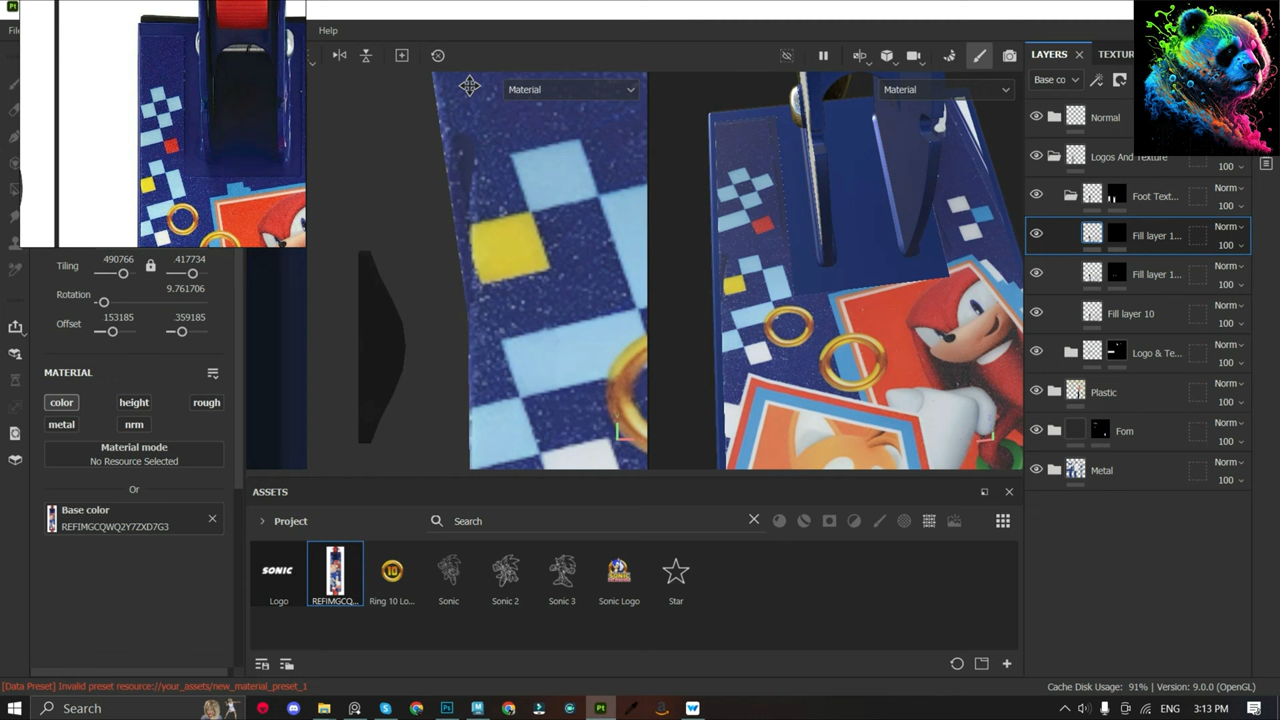 Fil
Help
Material
Material
LAYERS
TEXTUR
Base co
Normal
Norm
Logos And Texture
100
Foot Text...
Norm
100
Fill layer 1...
Norm
100
Fill layer 1...
Norm
100
Fill layer 10
Norm
100
Logo & Te...
Norm
100
Plastic
Norm
100
Fom
Norm
100
Metal
Norm
100
Tiling
.490766
.417734
Rotation
9.761706
Offset
.153185
.359185
MATERIAL
color
height
rough
metal
nrm
Material mode
No Resource Selected
Or
Base color
REFIMGCQWQ2Y7ZXD7G3
ASSETS
Project
Search
SONIC
10
Logo
REFIMGCQ...
Ring 10 Lo...
Sonic
Sonic 2
Sonic 3
Sonic Logo
Star
[Data Preset] Invalid preset resource://your_assets/new_material_preset_1
Cache Disk Usage: 91% | Version: 9.0.0 (OpenGL)
Search
ENG
3:13 PM